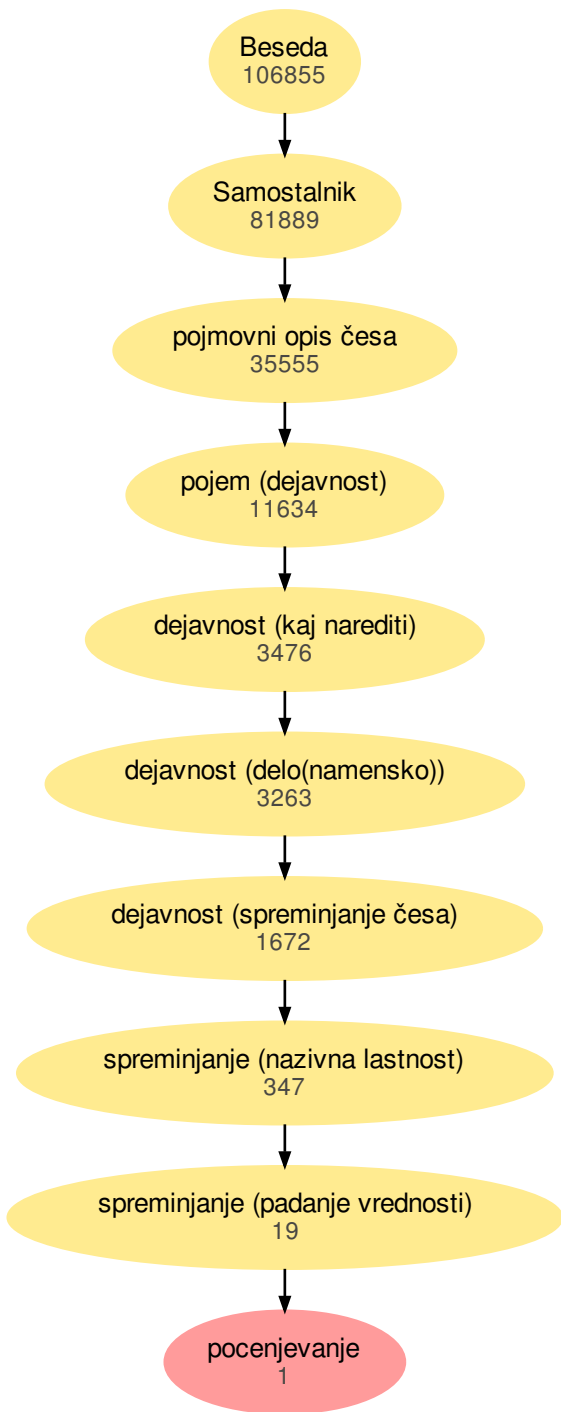 Beseda
106855
Samostalnik
81889
pojmovni opis česa
35555
pojem (dejavnost)
11634
dejavnost (kaj narediti)
3476
dejavnost (delo(namensko))
3263
dejavnost (spreminjanje česa)
1672
spreminjanje (nazivna lastnost)
347
spreminjanje (padanje vrednosti)
19
pocenjevanje
1